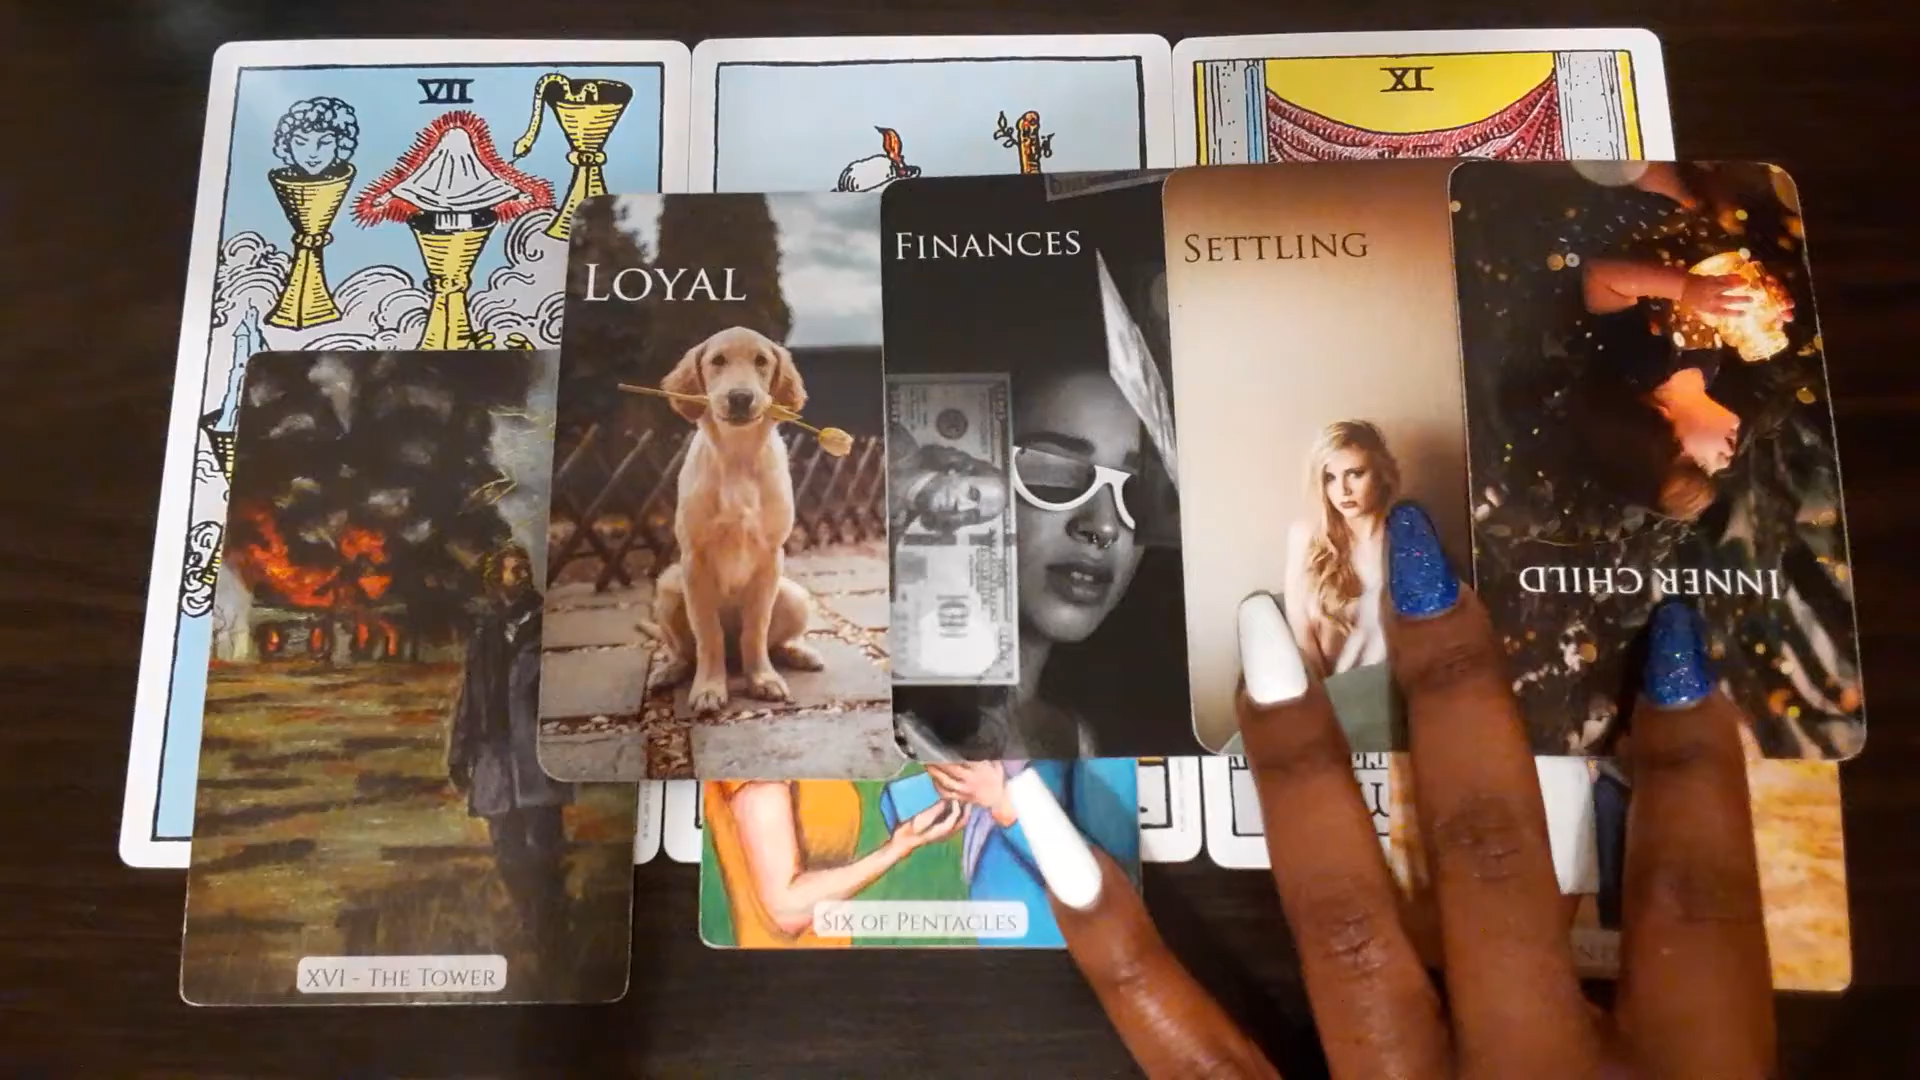 VII
XI
LOYAL
FINANCES
SETTLING
INNER CHILD
SIX OF PENTACLES
XVI - THE TOWER